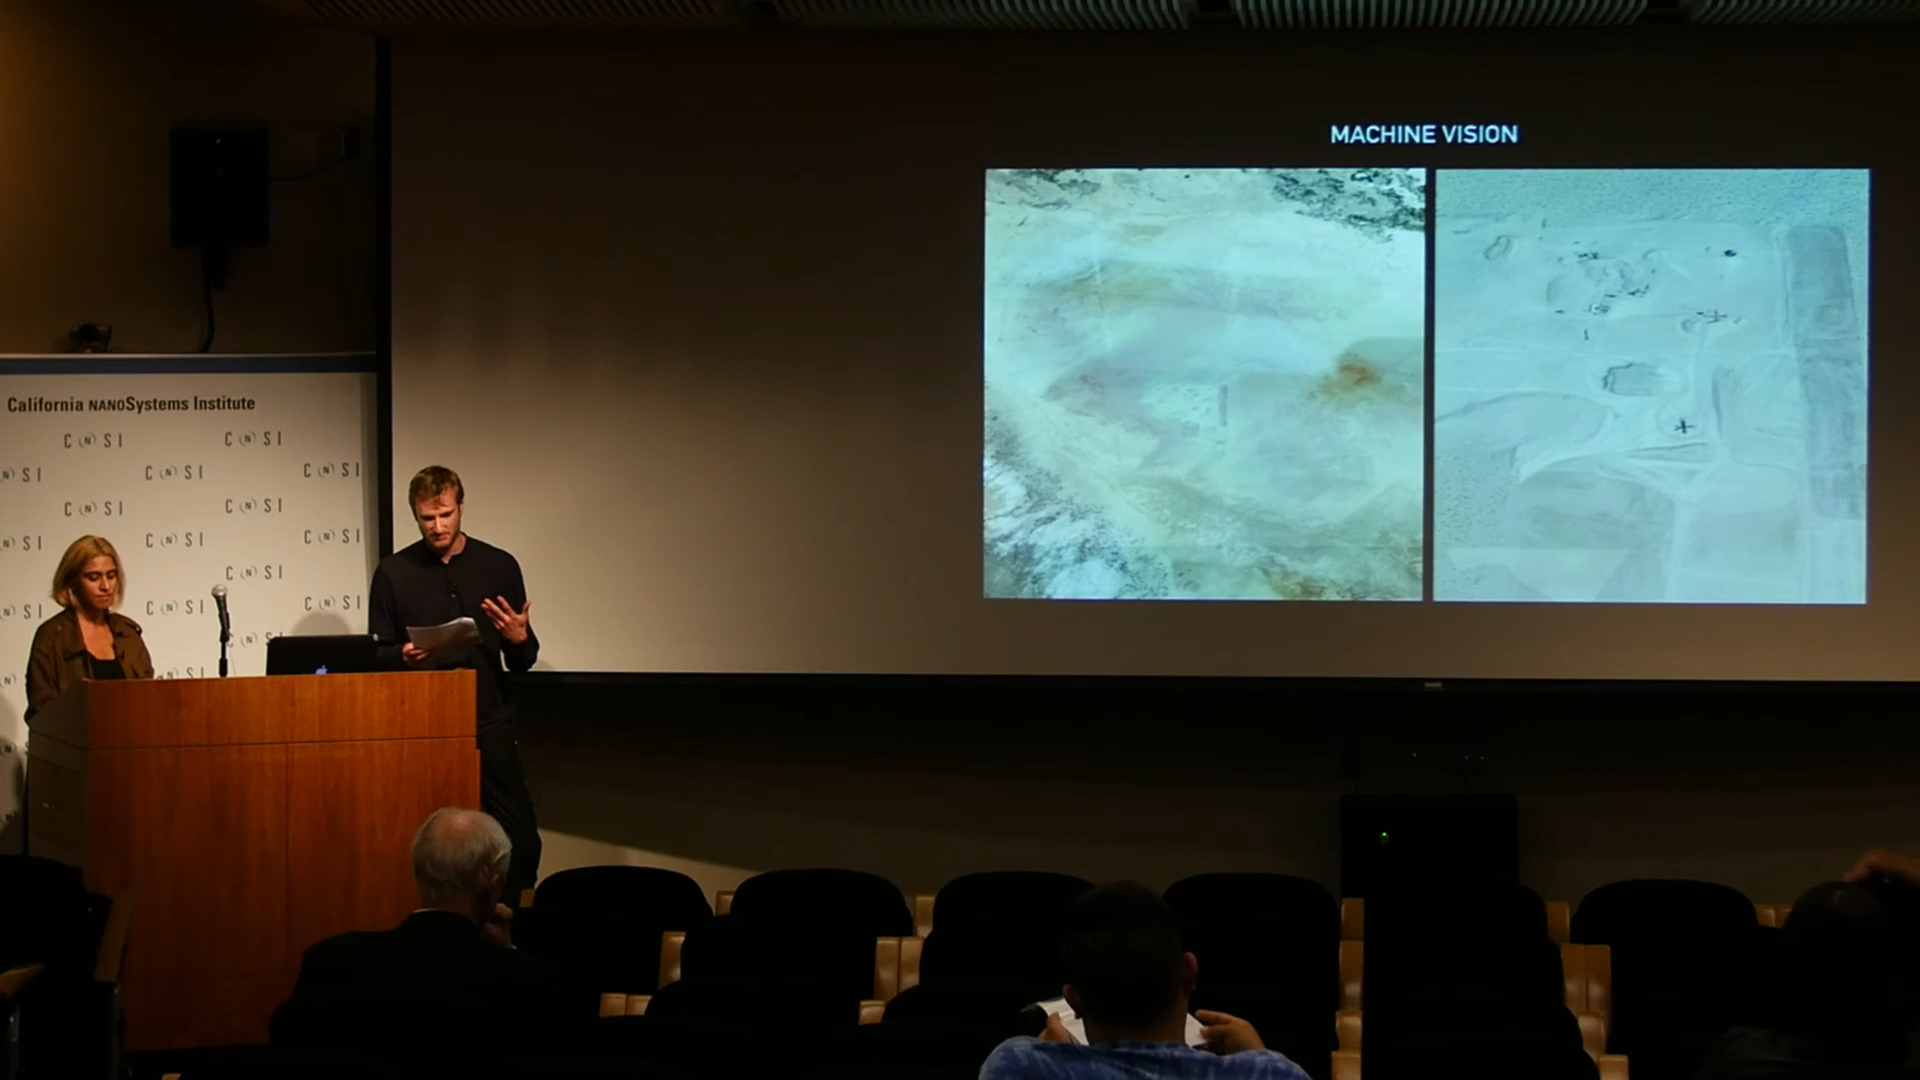 MACHINE VISION
California NANOSystems Institute
C (N) S I C (N) S I
(N) S I C (N) S I C (N) S I
C (N) S I C (N) S I
(N) S I C (N) S I C (N) S I
C (N) S I
(N) S I C (N) S I C (N) S I
(N) S
(N) N) S I